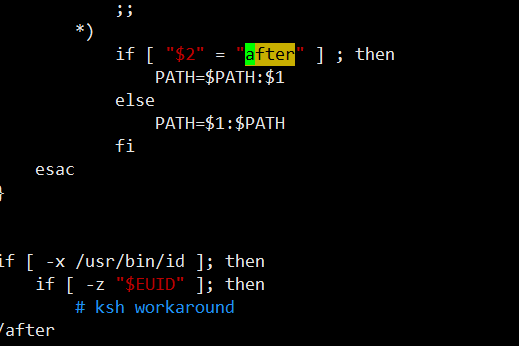 ;;
*)
if [ "$2" = "after" ] ; then
PATH=$PATH:$1
else
PATH=$1:$PATH
fi
esac
}
if [ -x /usr/bin/id ]; then
if [ -z "$EUID" ]; then
# ksh workaround
/after